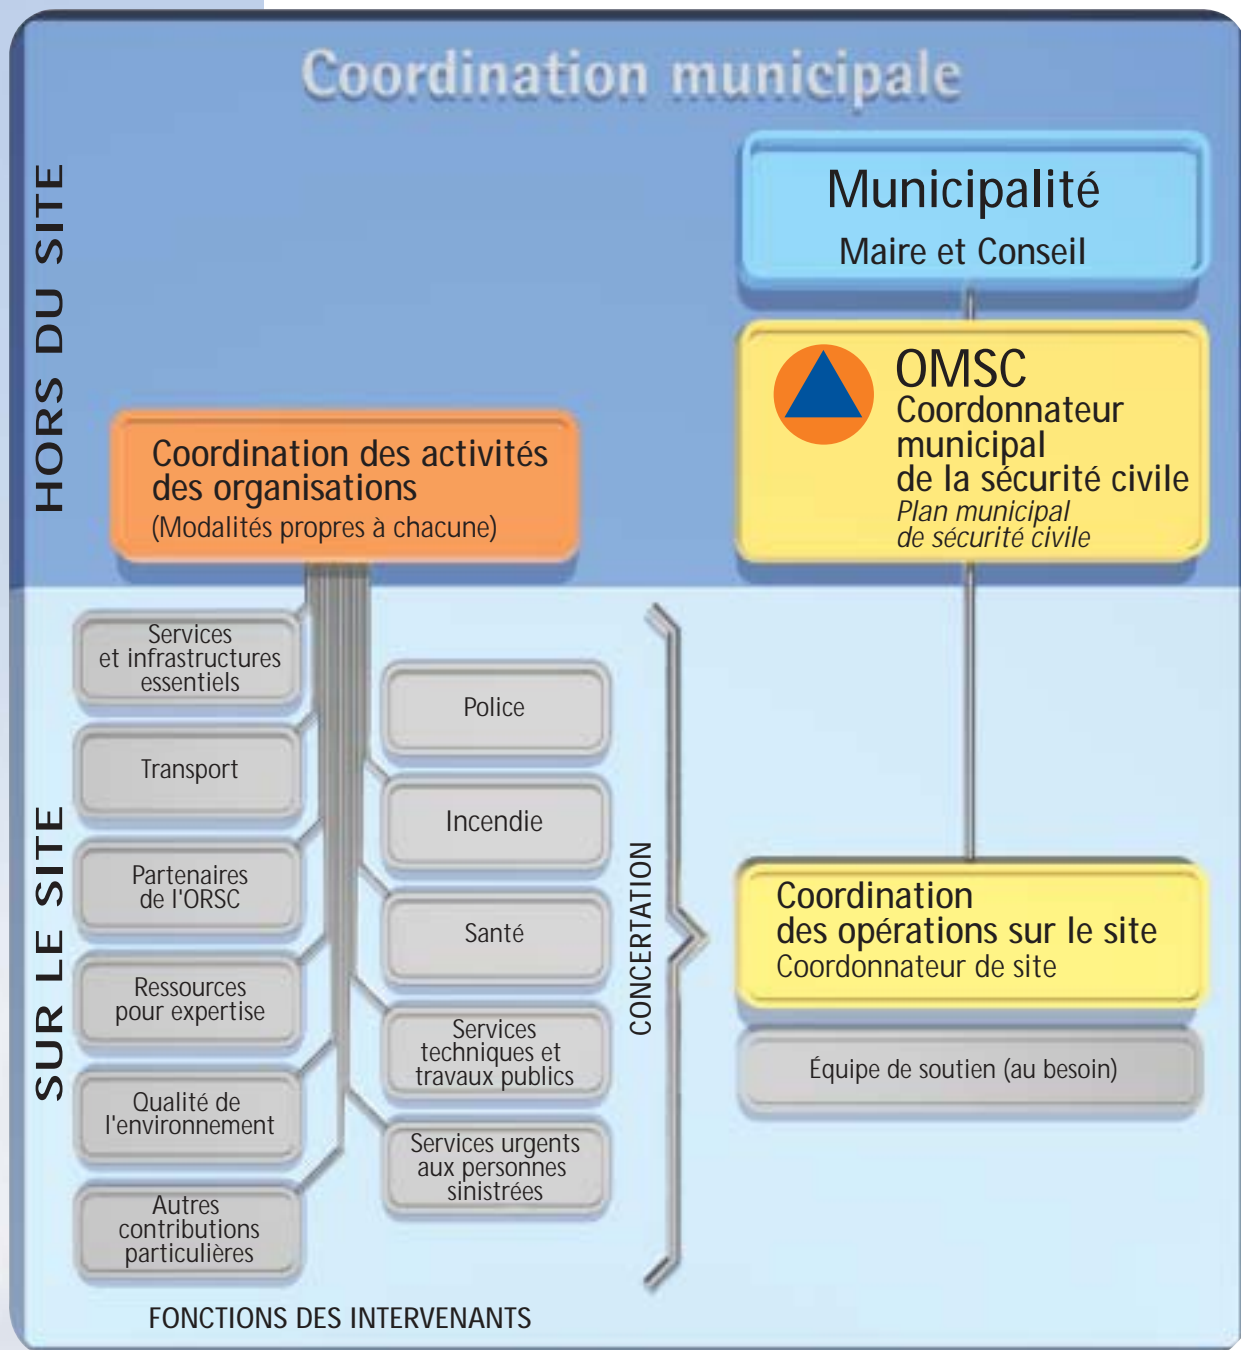 Coordination municipale
HORS DU SITE
Municipalité
Maire et Conseil
OMSC
Coordonnateur
municipal
de la sécurité civile
Plan municipal
de sécurité civile
Coordination des activités
des organisations
(Modalités propres à chacune)
SUR LE SITE
Services
et infrastructures
essentiels
Transport
Partenaires
de l'ORSC
Ressources
pour expertise
Qualité de
l'environnement
Autres
contributions
particulières
Police
Incendie
Santé
Services
techniques et
travaux publics
Services urgents
aux personnes
sinistrées
CONCERTATION
Coordination
des opérations sur le site
Coordonnateur de site
Équipe de soutien (au besoin)
FONCTIONS DES INTERVENANTS